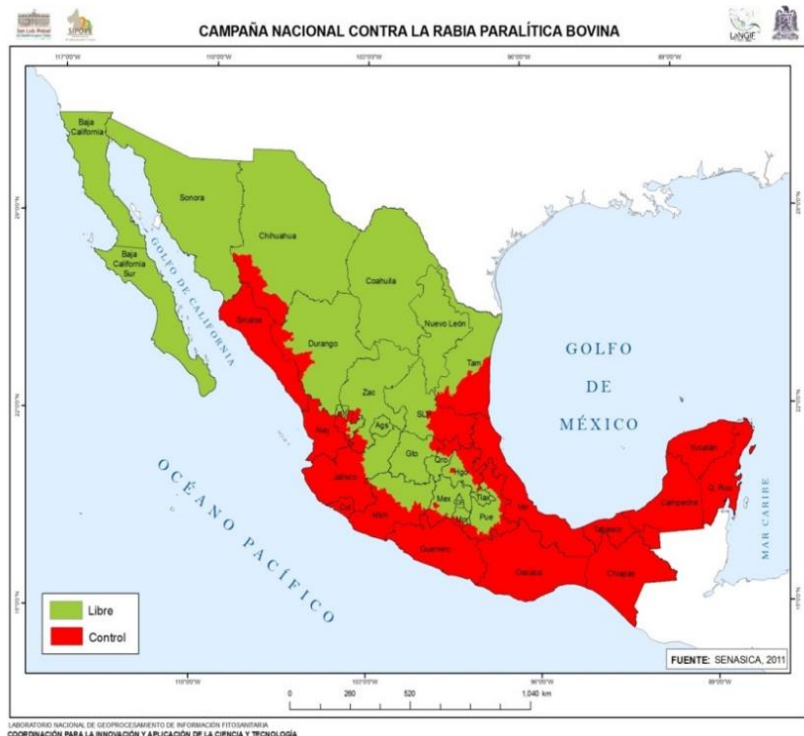 CAMPAÑA NACIONAL CONTRA LA RABIA PARALÍTICA BOVINA
LaNGIF
Baja
California
Sonora
Chihuahua
Baja
California
Sur
GOLFO DE CALIFORNIA
Coahuila
Sinaloa
Durango
Nuevo León
Tam
GOLFO
DE
MÉXICO
Zac
SLP
Nay
Ags
Jalisco
Gto
Qro
Hgo
Mex
Tlax
Pue
Col
Mich
Ver
Guerrero
Oaxaca
Tabasco
Chiapas
Campeche
Yucatán
Q. Roo
MAR CARIBE
OCÉANO PACÍFICO
Libre
Control
FUENTE: SENASICA, 2011
0 260 520 1,040 km
LABORATORIO NACIONAL DE GEOPROCESAMIENTO DE INFORMACIÓN FITOSANITARIA
COORDINACIÓN PARA LA INNOVACIÓN Y APLICACIÓN DE LA CIENCIA Y TECNOLOGÍA